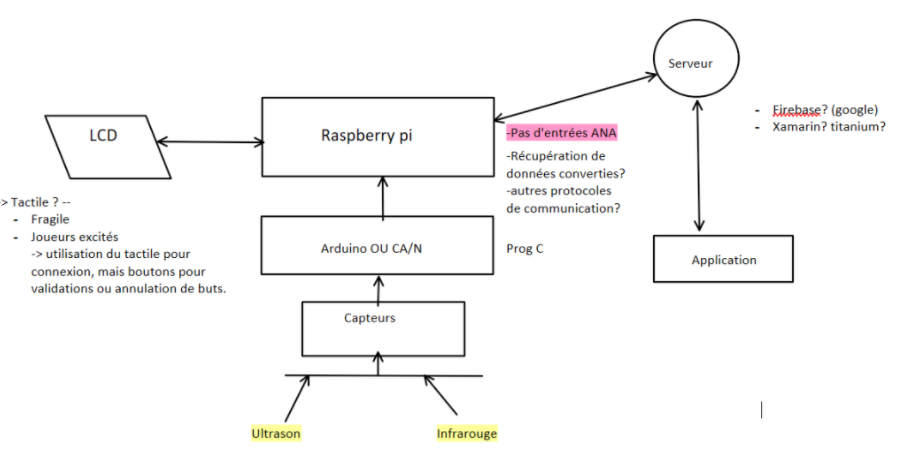 Serveur
LCD
Raspberry pi
- Firebase? (google)
- Xamarin? titanium?
-Pas d'entrées ANA
-Récupération de
données converties?
-autres protocoles
de communication?
> Tactile ? --
- Fragile
- Joueurs excités
-> utilisation du tactile pour
connexion, mais boutons pour
validations ou annulation de buts.
Arduino OU CA/N
Prog C
Application
Capteurs
Ultrason
Infrarouge